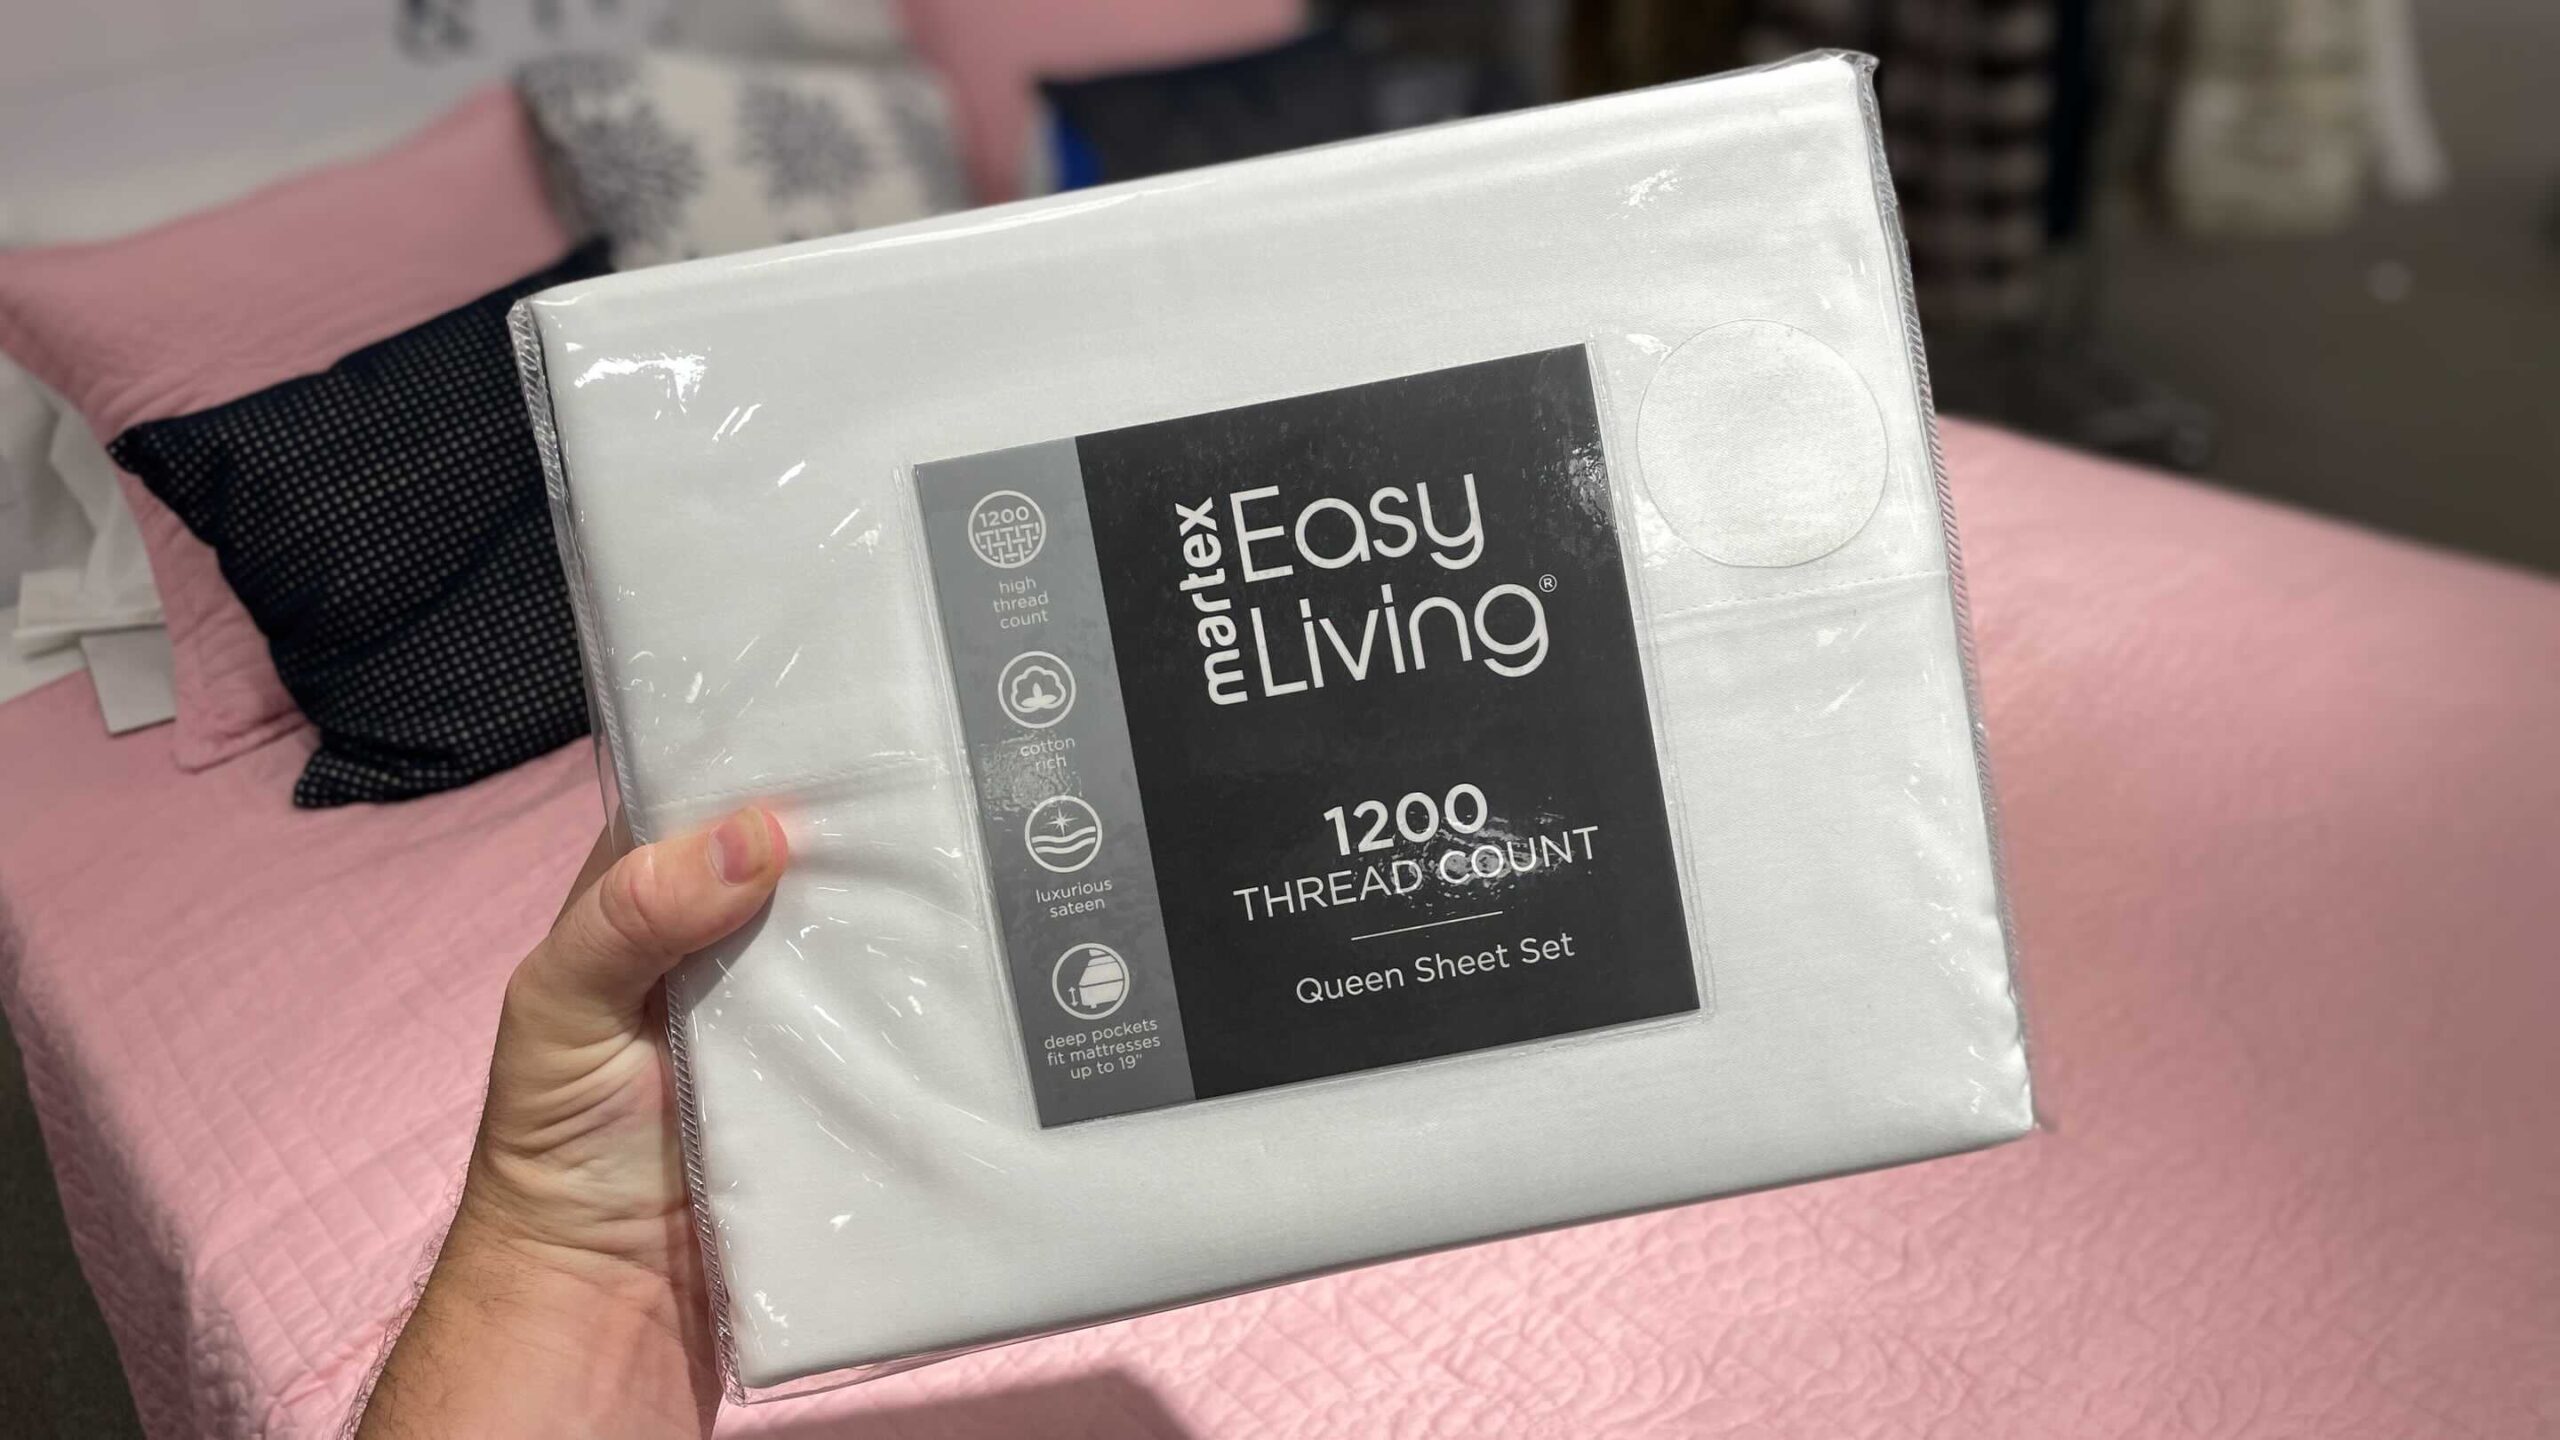 1200
high
thread
count
cotton
rich
luxurious
sateen
deep pockets
fit mattresses
up to 19"
martex
Easy
Living®
1200
THREAD COUNT
Queen Sheet Set